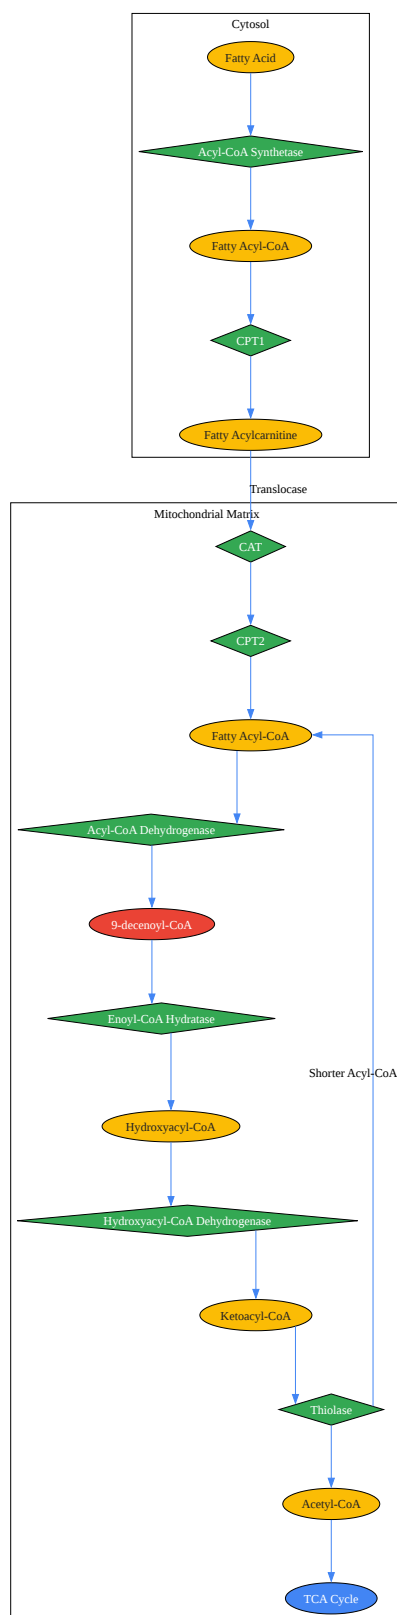 Cytosol
Fatty Acid
Acyl-CoA Synthetase
Fatty Acyl-CoA
CPT1
Fatty Acylcarnitine
Translocase
Mitochondrial Matrix
CAT
CPT2
Fatty Acyl-CoA
Acyl-CoA Dehydrogenase
9-decenoyl-CoA
Enoyl-CoA Hydratase
Shorter Acyl-CoA
Hydroxyacyl-CoA
Hydroxyacyl-CoA Dehydrogenase
Ketoacyl-CoA
Thiolase
Acetyl-CoA
TCA Cycle